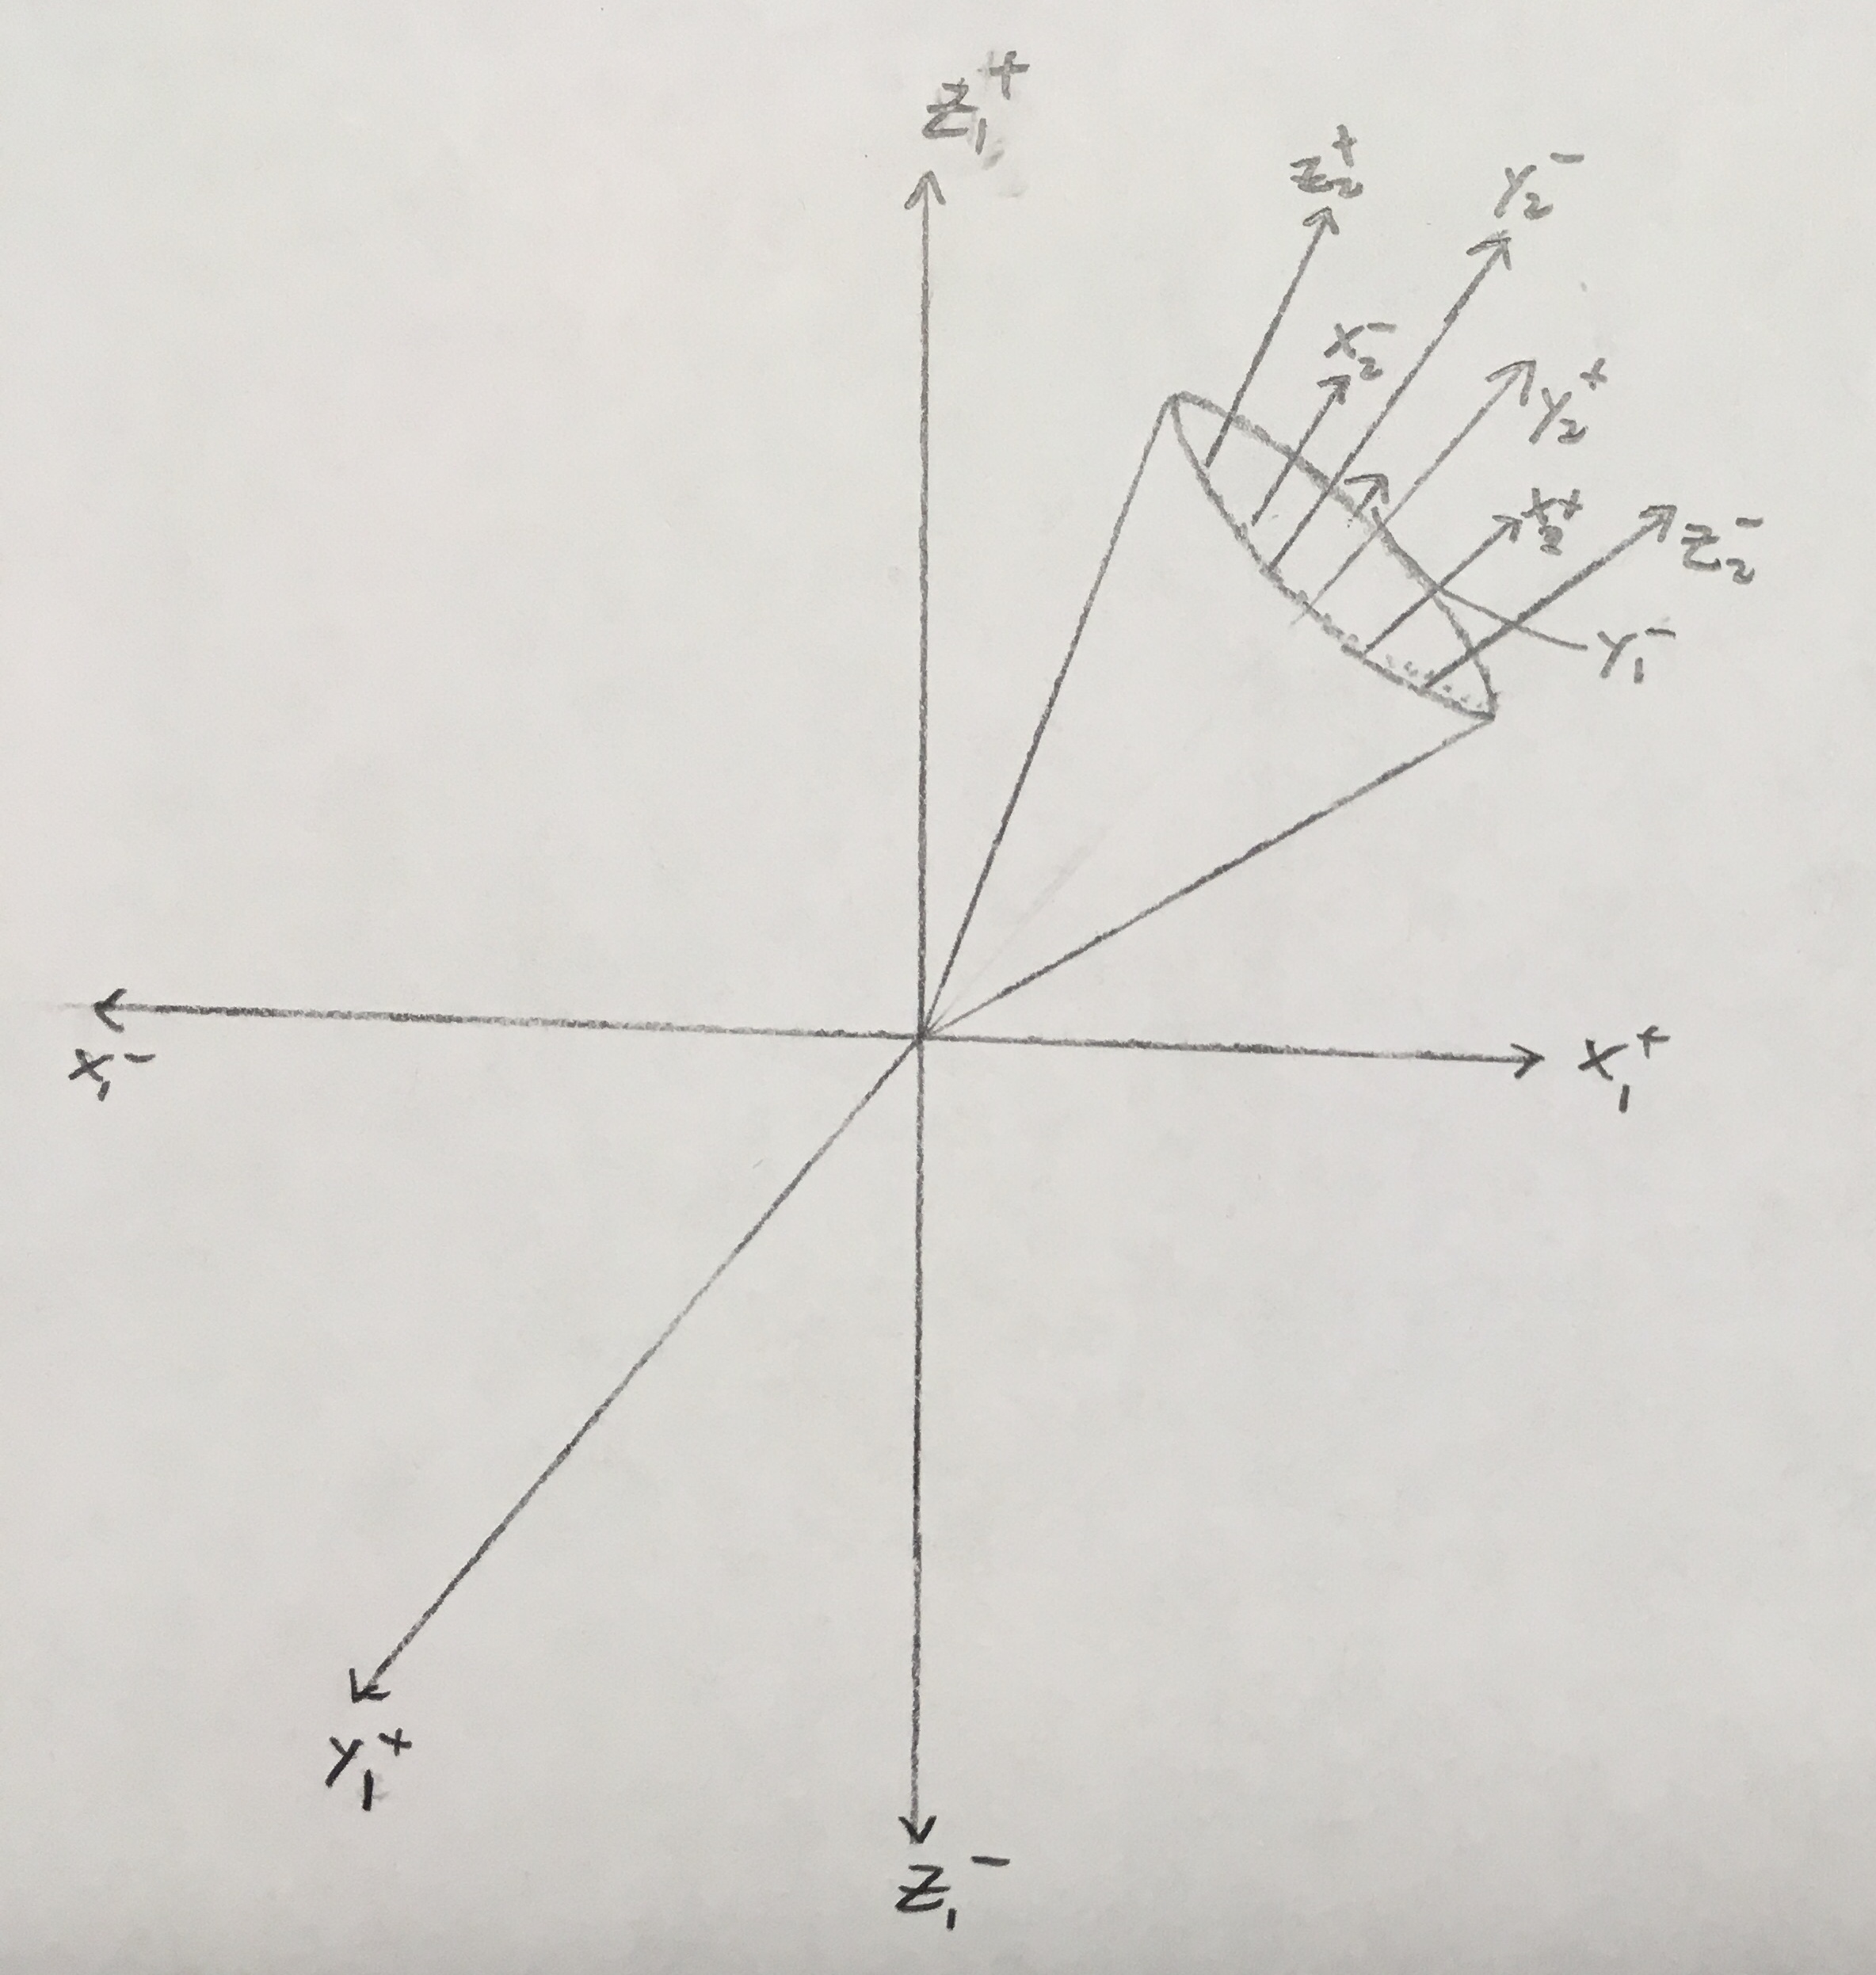 z₁⁺
z₂⁺
y₂⁻
x₂⁻
y₂⁺
x₂⁺
z₂⁻
y₁⁻
x₁⁻
x₁⁺
y₁⁺
z₁⁻